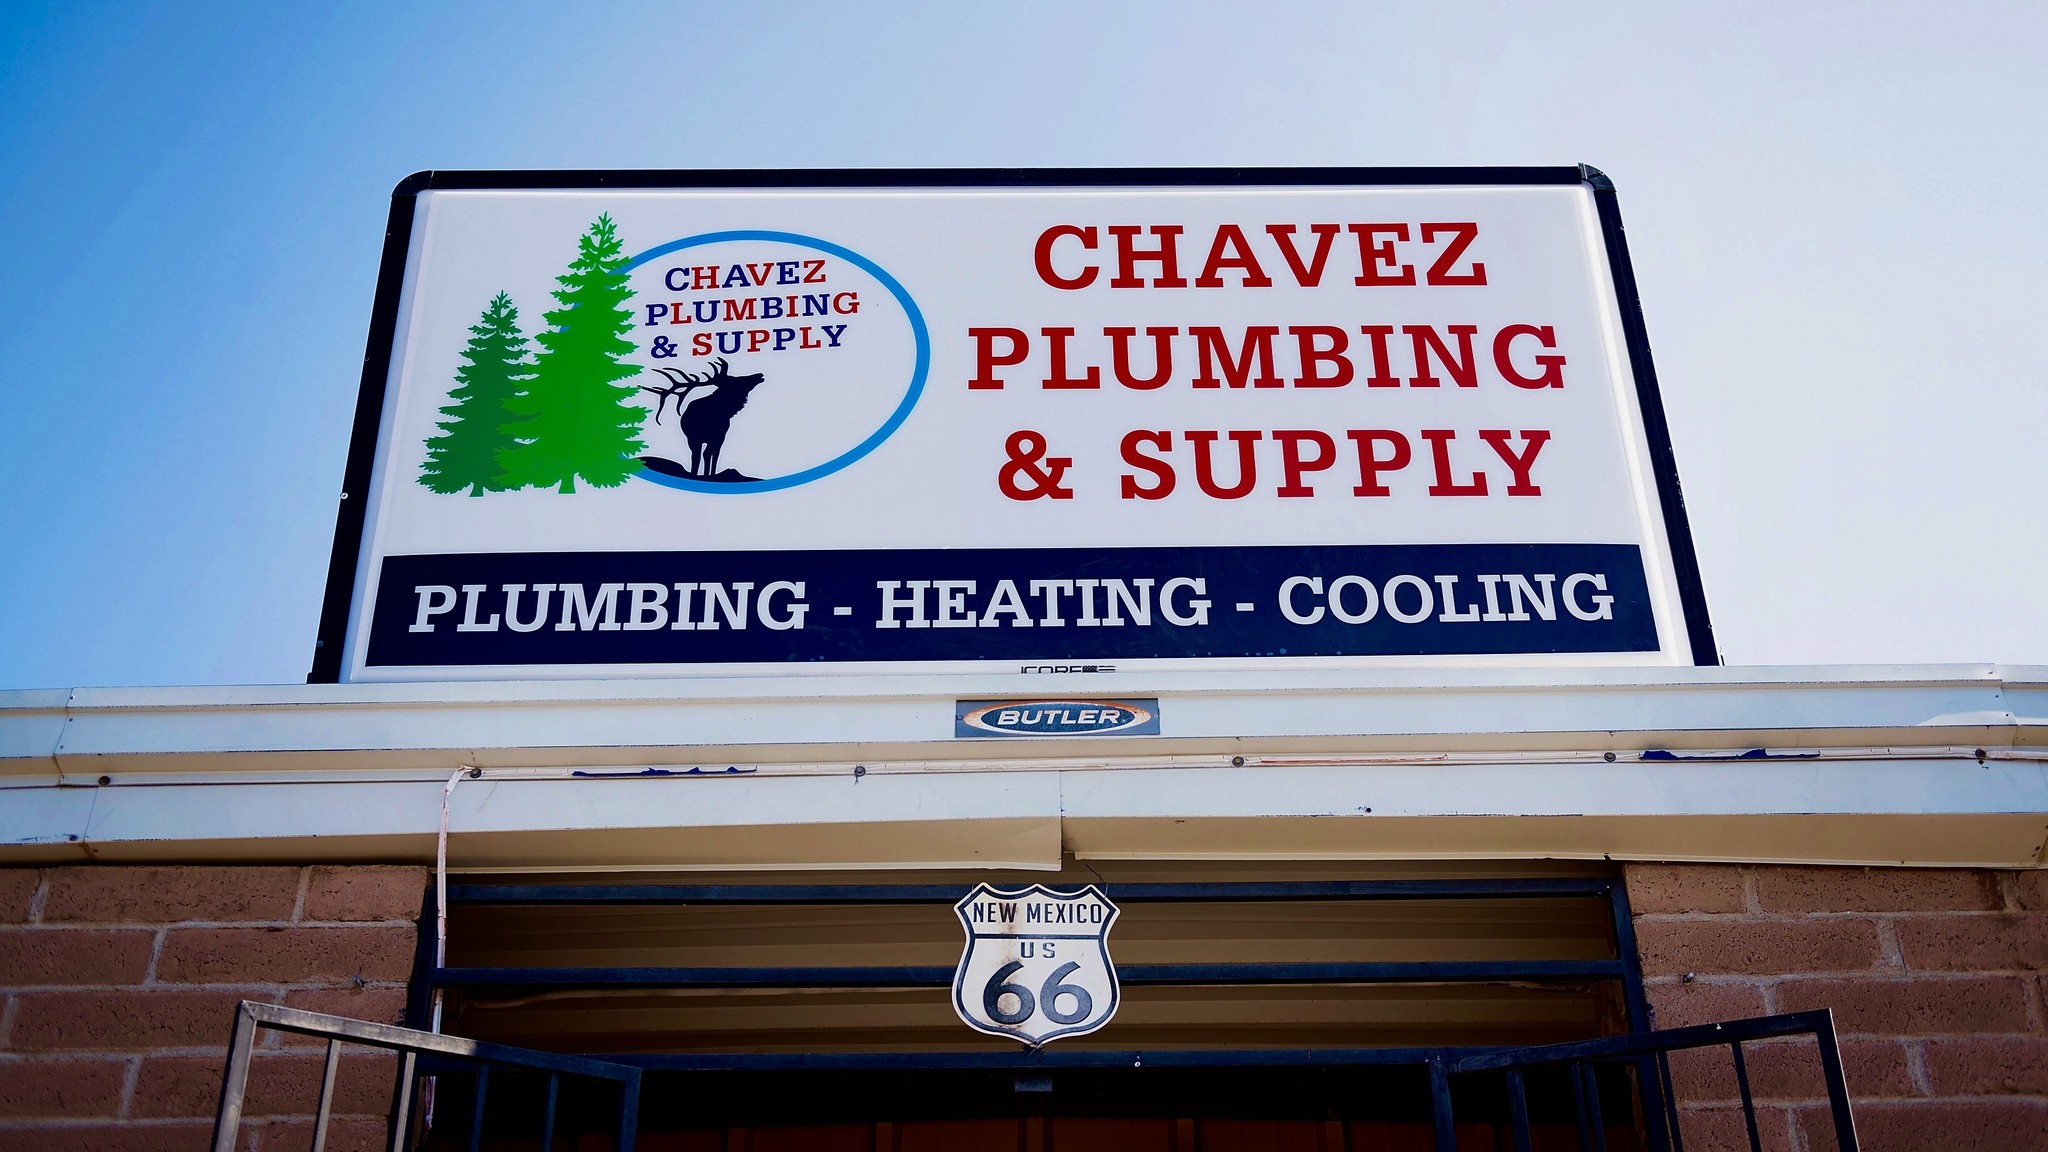 CHAVEZ
PLUMBING
& SUPPLY
CHAVEZ
PLUMBING
& SUPPLY
PLUMBING - HEATING - COOLING
BUTLER
NEW MEXICO
US
66